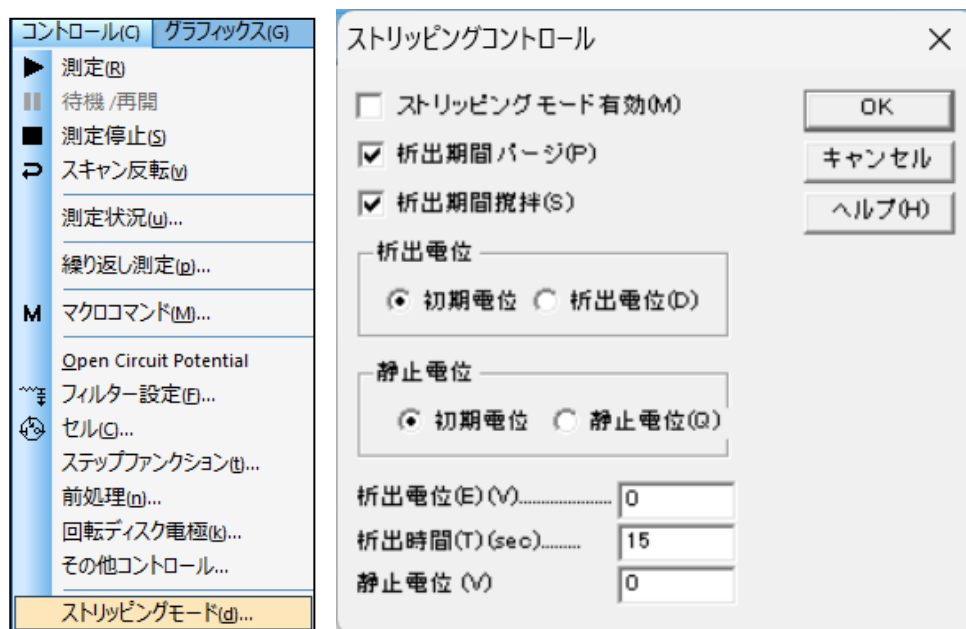 コントロール(C) グラフィックス(G)
測定(R)
待機 /再開
測定停止(S)
スキャン反転(v)
測定状況(u)...
繰り返し測定(p)...
M マクロコマンド(M)...
Open Circuit Potential
フィルター設定(F)...
セル(C)...
ステップファンクション(t)...
前処理(n)...
回転ディスク電極(k)...
その他コントロール...
ストリッピングモード(d)...
ストリッピングコントロール
ストリッピングモード有効(M)
OK
析出期間パージ(P)
キャンセル
析出期間撹拌(S)
ヘルプ(H)
析出電位
初期電位 析出電位(D)
静止電位
初期電位 静止電位(Q)
析出電位(E)(V)..................... 0
析出時間(T)(sec)......... 15
静止電位 (V) 0